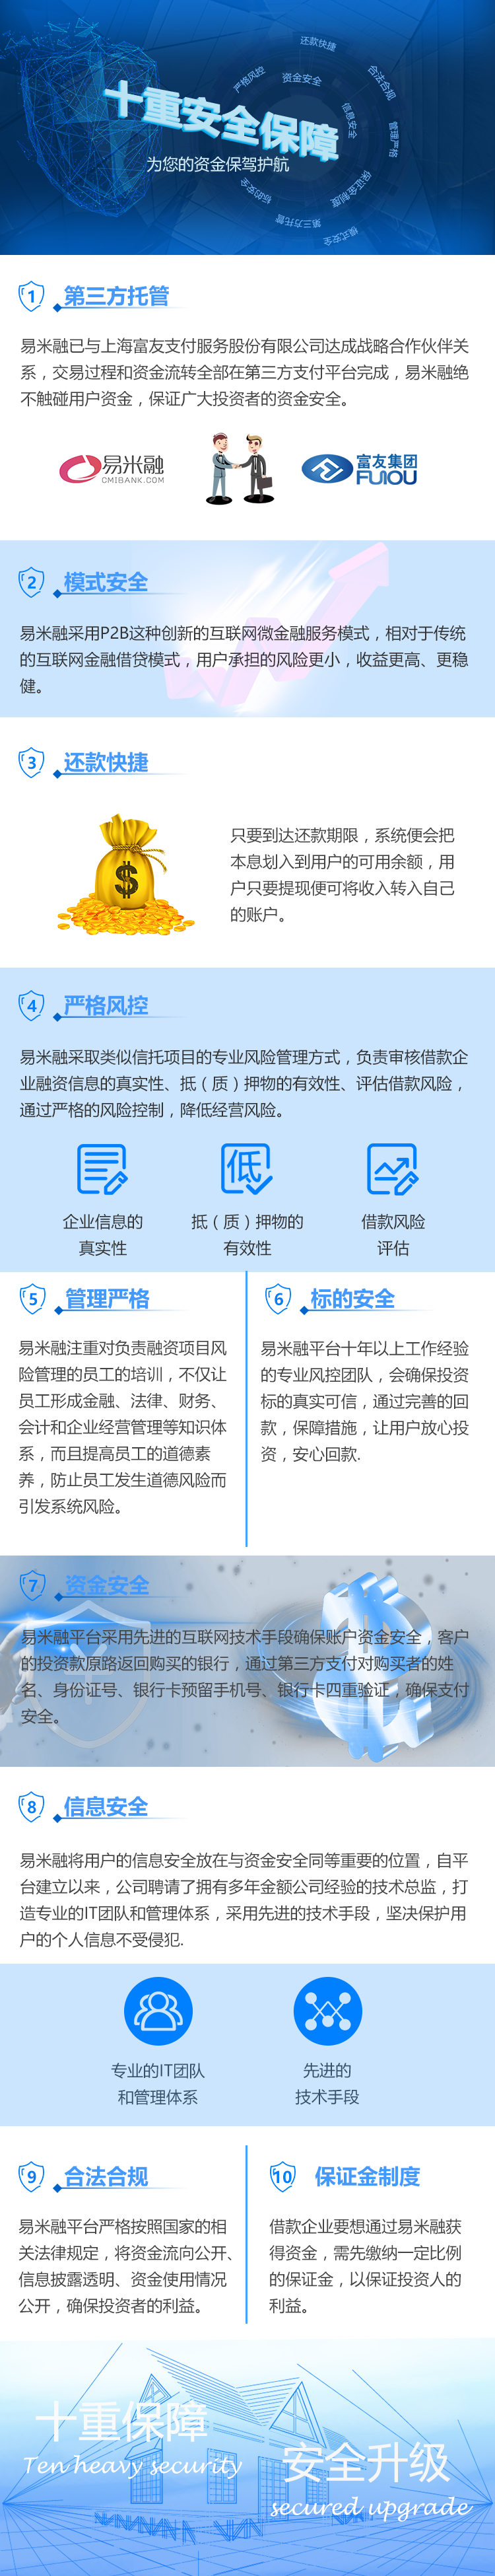 还款快捷
严格风控
资金安全
合法合规
信息安全
管理严格
十重安全保障
为您的资金保驾护航
标的安全
保证金制度
第三方托管
模式安全
1 第三方托管
易米融已与上海富友支付服务股份有限公司达成战略合作伙伴关
系，交易过程和资金流转全部在第三方支付平台完成，易米融绝
不触碰用户资金，保证广大投资者的资金安全。
易米融
CMIBANK.COM
富友集团
FUIOU
2 模式安全
易米融采用P2B这种创新的互联网微金融服务模式，相对于传统
的互联网金融借贷模式，用户承担的风险更小，收益更高、更稳
健。
3 还款快捷
只要到达还款期限，系统便会把
本息划入到用户的可用余额，用
户只要提现便可将收入转入自己
的账户。
$
4 严格风控
易米融采取类似信托项目的专业风险管理方式，负责审核借款企
业融资信息的真实性、抵（质）押物的有效性、评估借款风险，
通过严格的风险控制，降低经营风险。
低
企业信息的
真实性
抵（质）押物的
有效性
借款风险
评估
5 管理严格
易米融注重对负责融资项目风
险管理的员工的培训，不仅让
员工形成金融、法律、财务、
会计和企业经营管理等知识体
系，而且提高员工的道德素
养，防止员工发生道德风险而
引发系统风险。
6 标的安全
易米融平台十年以上工作经验
的专业风控团队，会确保投资
标的真实可信，通过完善的回
款，保障措施，让用户放心投
资，安心回款.
7 资金安全
易米融平台采用先进的互联网技术手段确保账户资金安全，客户
的投资款原路返回购买的银行，通过第三方支付对购买者的姓
名、身份证号、银行卡预留手机号、银行卡四重验证，确保支付
安全。
8 信息安全
易米融将用户的信息安全放在与资金安全同等重要的位置，自平
台建立以来，公司聘请了拥有多年金额公司经验的技术总监，打
造专业的IT团队和管理体系，采用先进的技术手段，坚决保护用
户的个人信息不受侵犯.
专业的IT团队
和管理体系
先进的
技术手段
9 合法合规
易米融平台严格按照国家的相
关法律规定，将资金流向公开、
信息披露透明、资金使用情况
公开，确保投资者的利益。
10 保证金制度
借款企业要想通过易米融获
得资金，需先缴纳一定比例
的保证金，以保证投资人的
利益。
十重保障
Ten heavy security
安全升级
secured upgrade